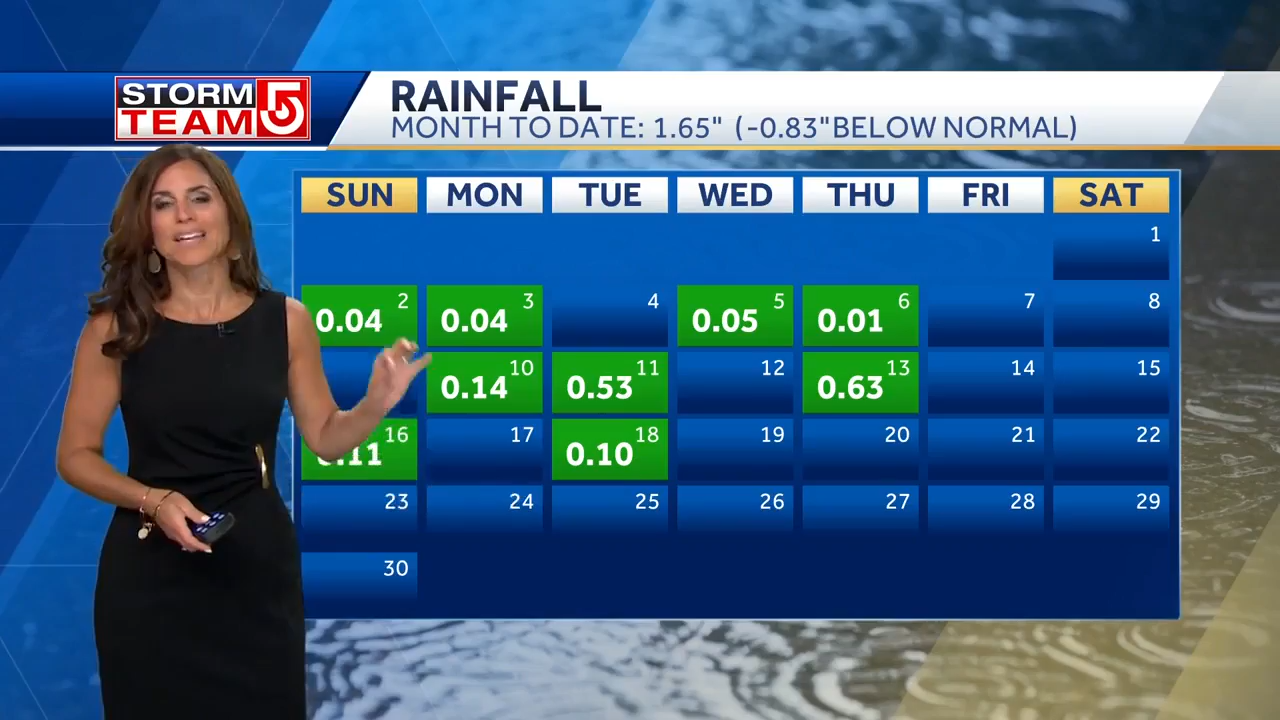 STORM
TEAM 5
RAINFALL
MONTH TO DATE: 1.65" (-0.83"BELOW NORMAL)
SUN MON TUE WED THU FRI SAT
1
2 3 4 5 6 7 8
0.04 0.04 0.05 0.01
10 11 12 13 14 15
0.14 0.53 0.63
16 17 18 19 20 21 22
.11 0.10
23 24 25 26 27 28 29
30